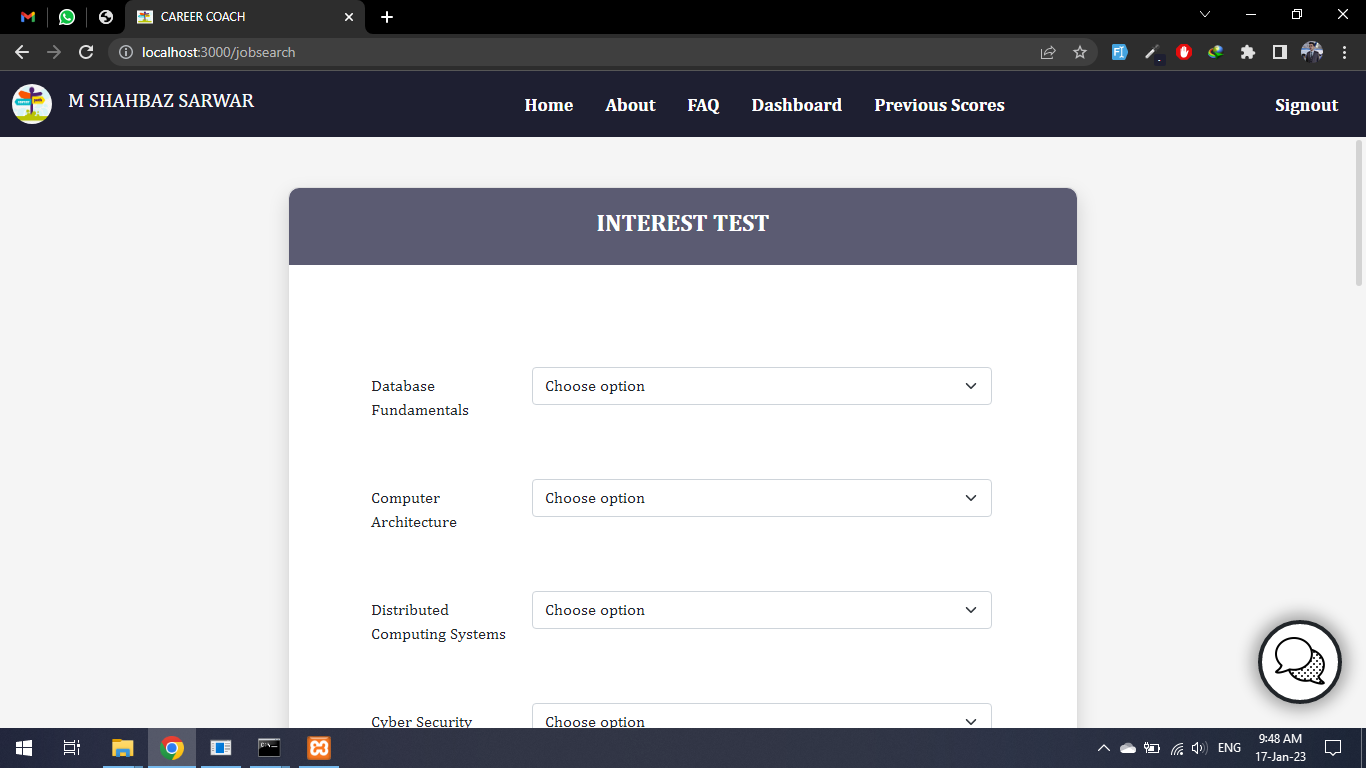 CAREER COACH
localhost:3000/jobsearch
M SHAHBAZ SARWAR
Home About FAQ Dashboard Previous Scores Signout
INTEREST TEST
Database
Fundamentals
Choose option
Computer
Architecture
Choose option
Distributed
Computing Systems
Choose option
Cyber Security
Choose option
ENG
9:48 AM
17-Jan-23